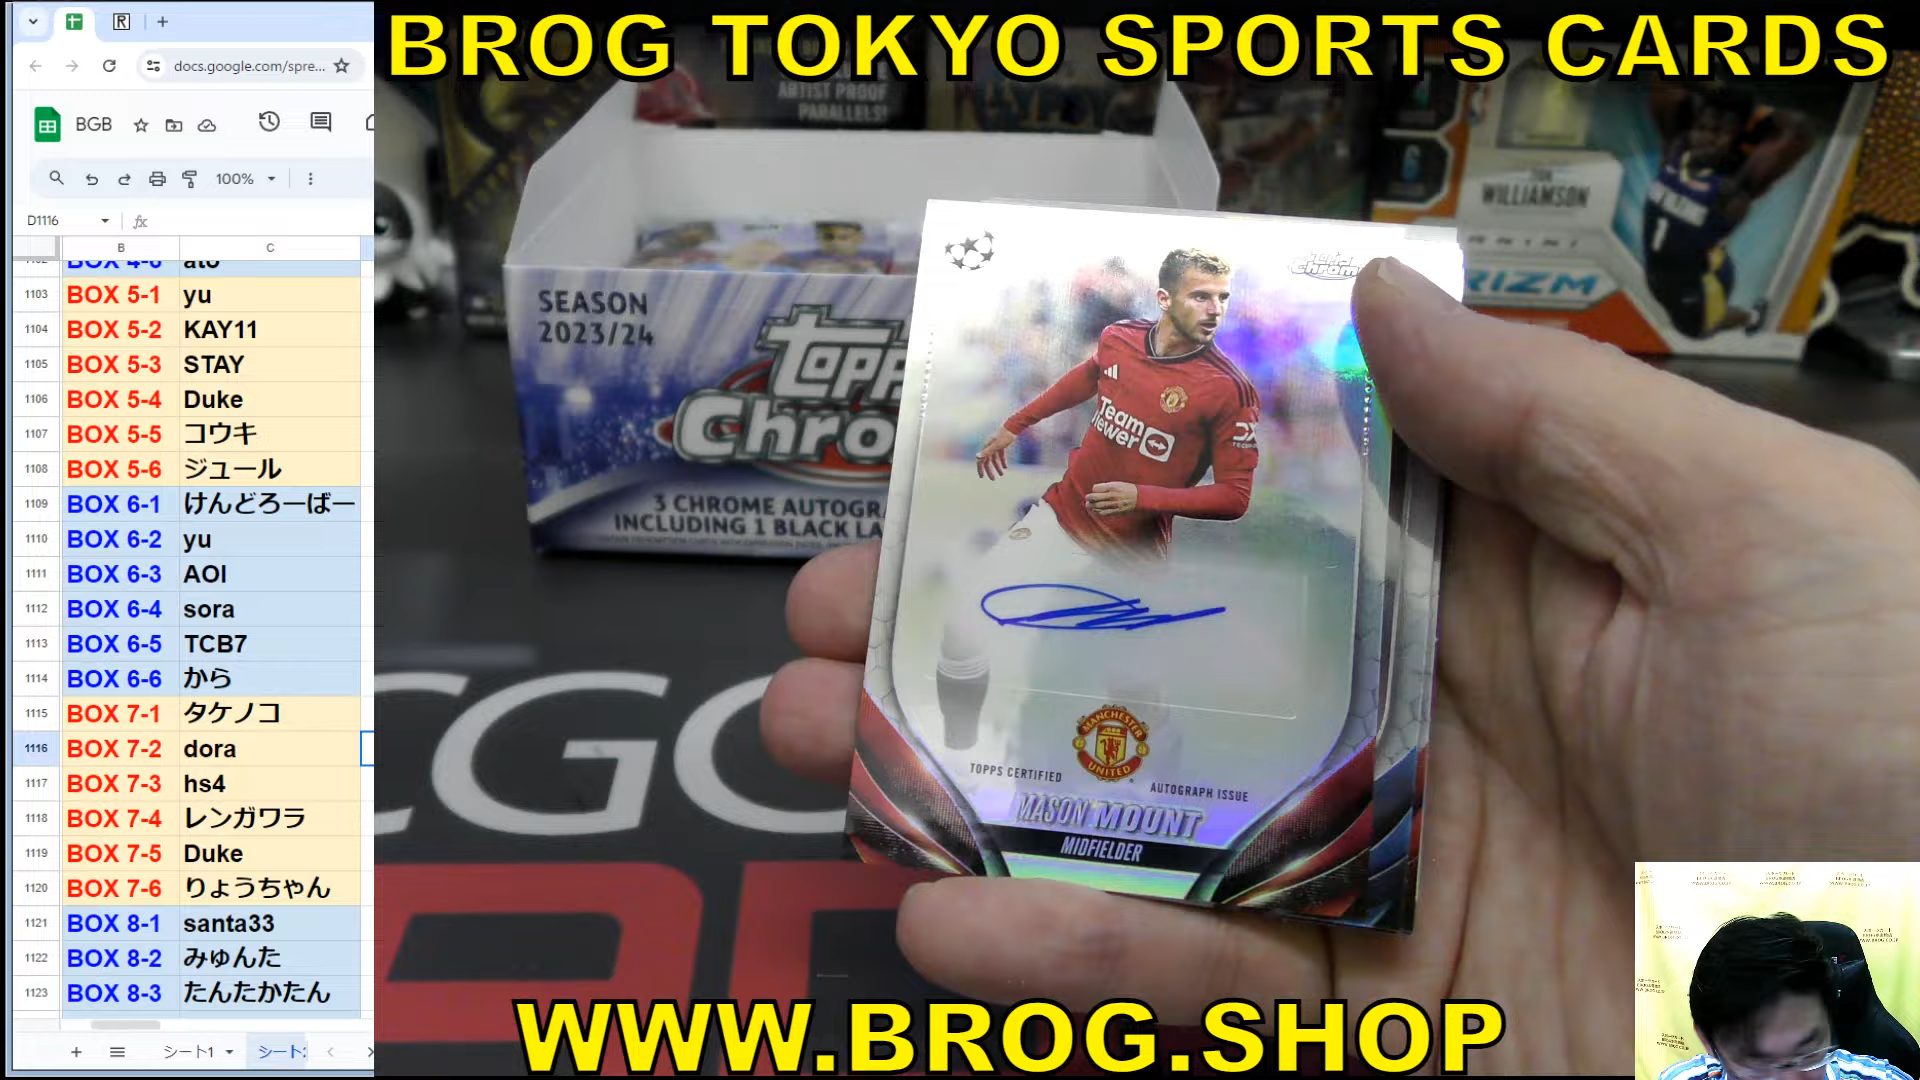 BROG TOKYO SPORTS CARDS
docs.google.com/spre...
BGB
100%
D1116
fx
B C
1103 BOX 5-1 yu
1104 BOX 5-2 KAY11
1105 BOX 5-3 STAY
1106 BOX 5-4 Duke
1107 BOX 5-5 コウキ
1108 BOX 5-6 ジュール
1109 BOX 6-1 けんどろーばー
1110 BOX 6-2 yu
1111 BOX 6-3 AOI
1112 BOX 6-4 sora
1113 BOX 6-5 TCB7
1114 BOX 6-6 から
1115 BOX 7-1 タケノコ
1116 BOX 7-2 dora
1117 BOX 7-3 hs4
1118 BOX 7-4 レンガワラ
1119 BOX 7-5 Duke
1120 BOX 7-6 りょうちゃん
1121 BOX 8-1 santa33
1122 BOX 8-2 みゅんた
1123 BOX 8-3 たんたかたん
シート1
ARTIST PROOF
PARALLELS!
SEASON
2023/24
Topps
Chrome
3 CHROME AUTOGR
INCLUDING 1 BLACK LA
WILLIAMSON
PANINI
RIZM
Topps
Chrome
Team
Viewer
MANCHESTER
UNITED
TOPPS CERTIFIED
AUTOGRAPH ISSUE
MASON MOUNT
MIDFIELDER
WWW.BROG.SHOP